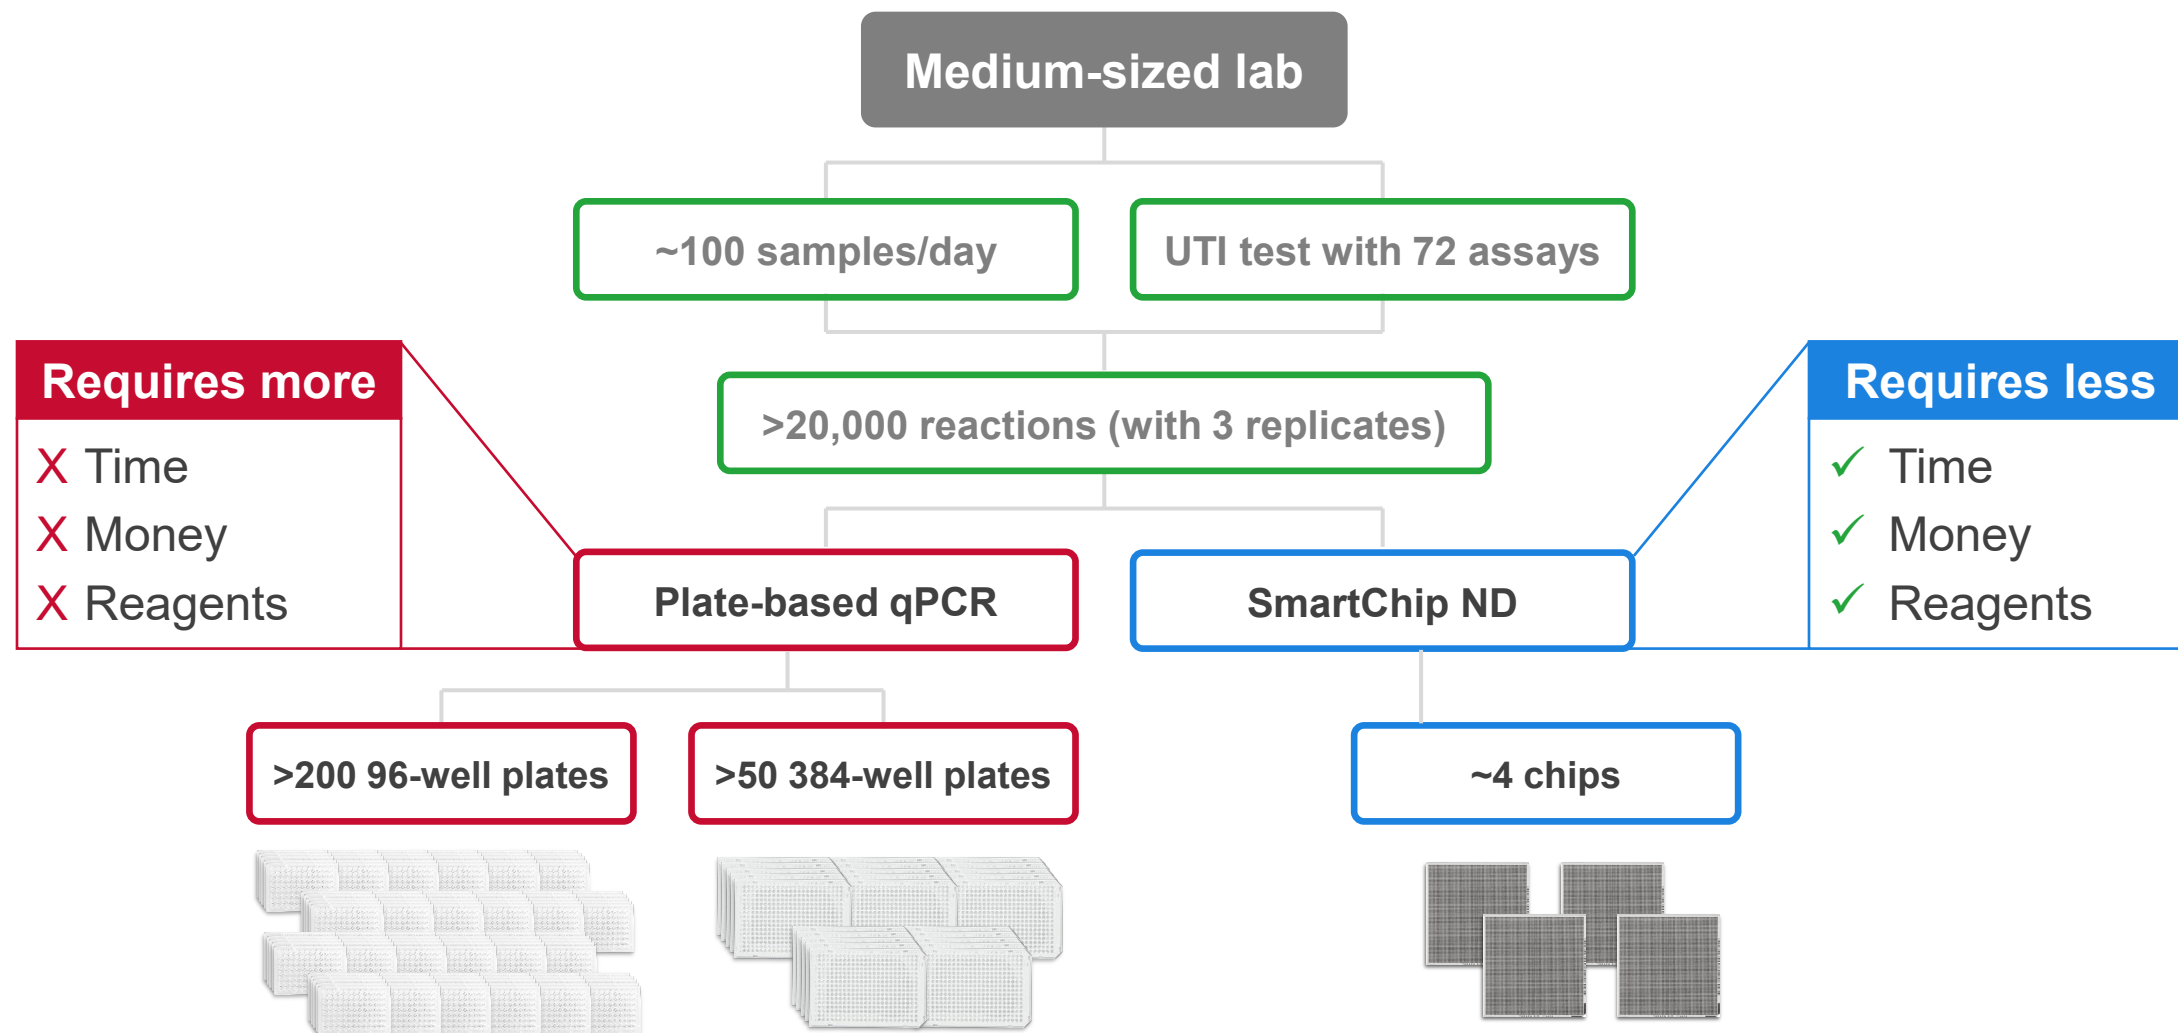 Medium-sized lab
~100 samples/day
UTI test with 72 assays
>20,000 reactions (with 3 replicates)
Requires more
X Time
X Money
X Reagents
Requires less
✓ Time
✓ Money
✓ Reagents
Plate-based qPCR
SmartChip ND
>200 96-well plates
>50 384-well plates
~4 chips